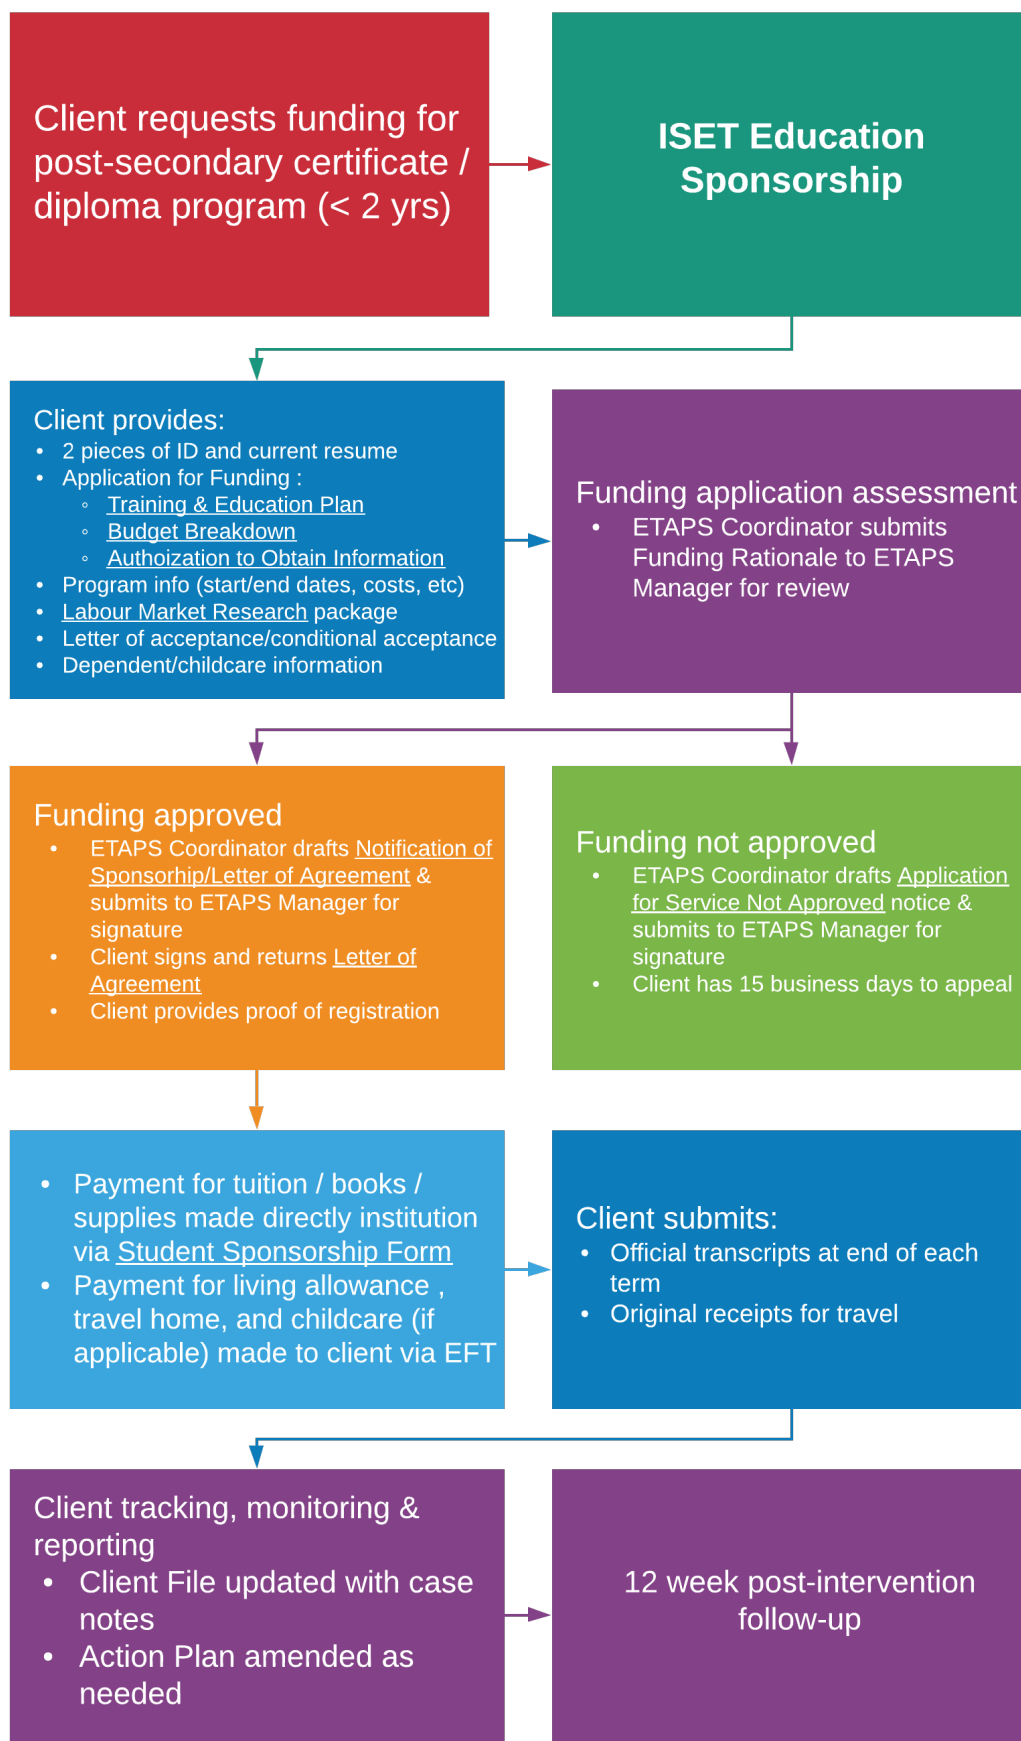 Client requests funding for
post-secondary certificate /
diploma program (< 2 yrs)
ISET Education
Sponsorship
Client provides:
• 2 pieces of ID and current resume
• Application for Funding :
◦ Training & Education Plan
◦ Budget Breakdown
◦ Authoization to Obtain Information
• Program info (start/end dates, costs, etc)
• Labour Market Research package
• Letter of acceptance/conditional acceptance
• Dependent/childcare information
Funding application assessment
• ETAPS Coordinator submits
Funding Rationale to ETAPS
Manager for review
Funding approved
• ETAPS Coordinator drafts Notification of
Sponsorhip/Letter of Agreement &
submits to ETAPS Manager for
signature
• Client signs and returns Letter of
Agreement
• Client provides proof of registration
Funding not approved
• ETAPS Coordinator drafts Application
for Service Not Approved notice &
submits to ETAPS Manager for
signature
• Client has 15 business days to appeal
• Payment for tuition / books /
supplies made directly institution
via Student Sponsorship Form
• Payment for living allowance ,
travel home, and childcare (if
applicable) made to client via EFT
Client submits:
• Official transcripts at end of each
term
• Original receipts for travel
Client tracking, monitoring &
reporting
• Client File updated with case
notes
• Action Plan amended as
needed
12 week post-intervention
follow-up